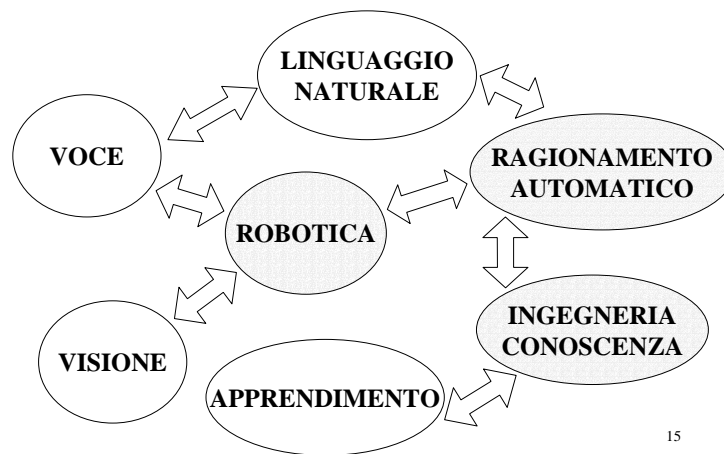 LINGUAGGIO
NATURALE
VOCE
RAGIONAMENTO
AUTOMATICO
ROBOTICA
INGEGNERIA
CONOSCENZA
VISIONE
APPRENDIMENTO
15